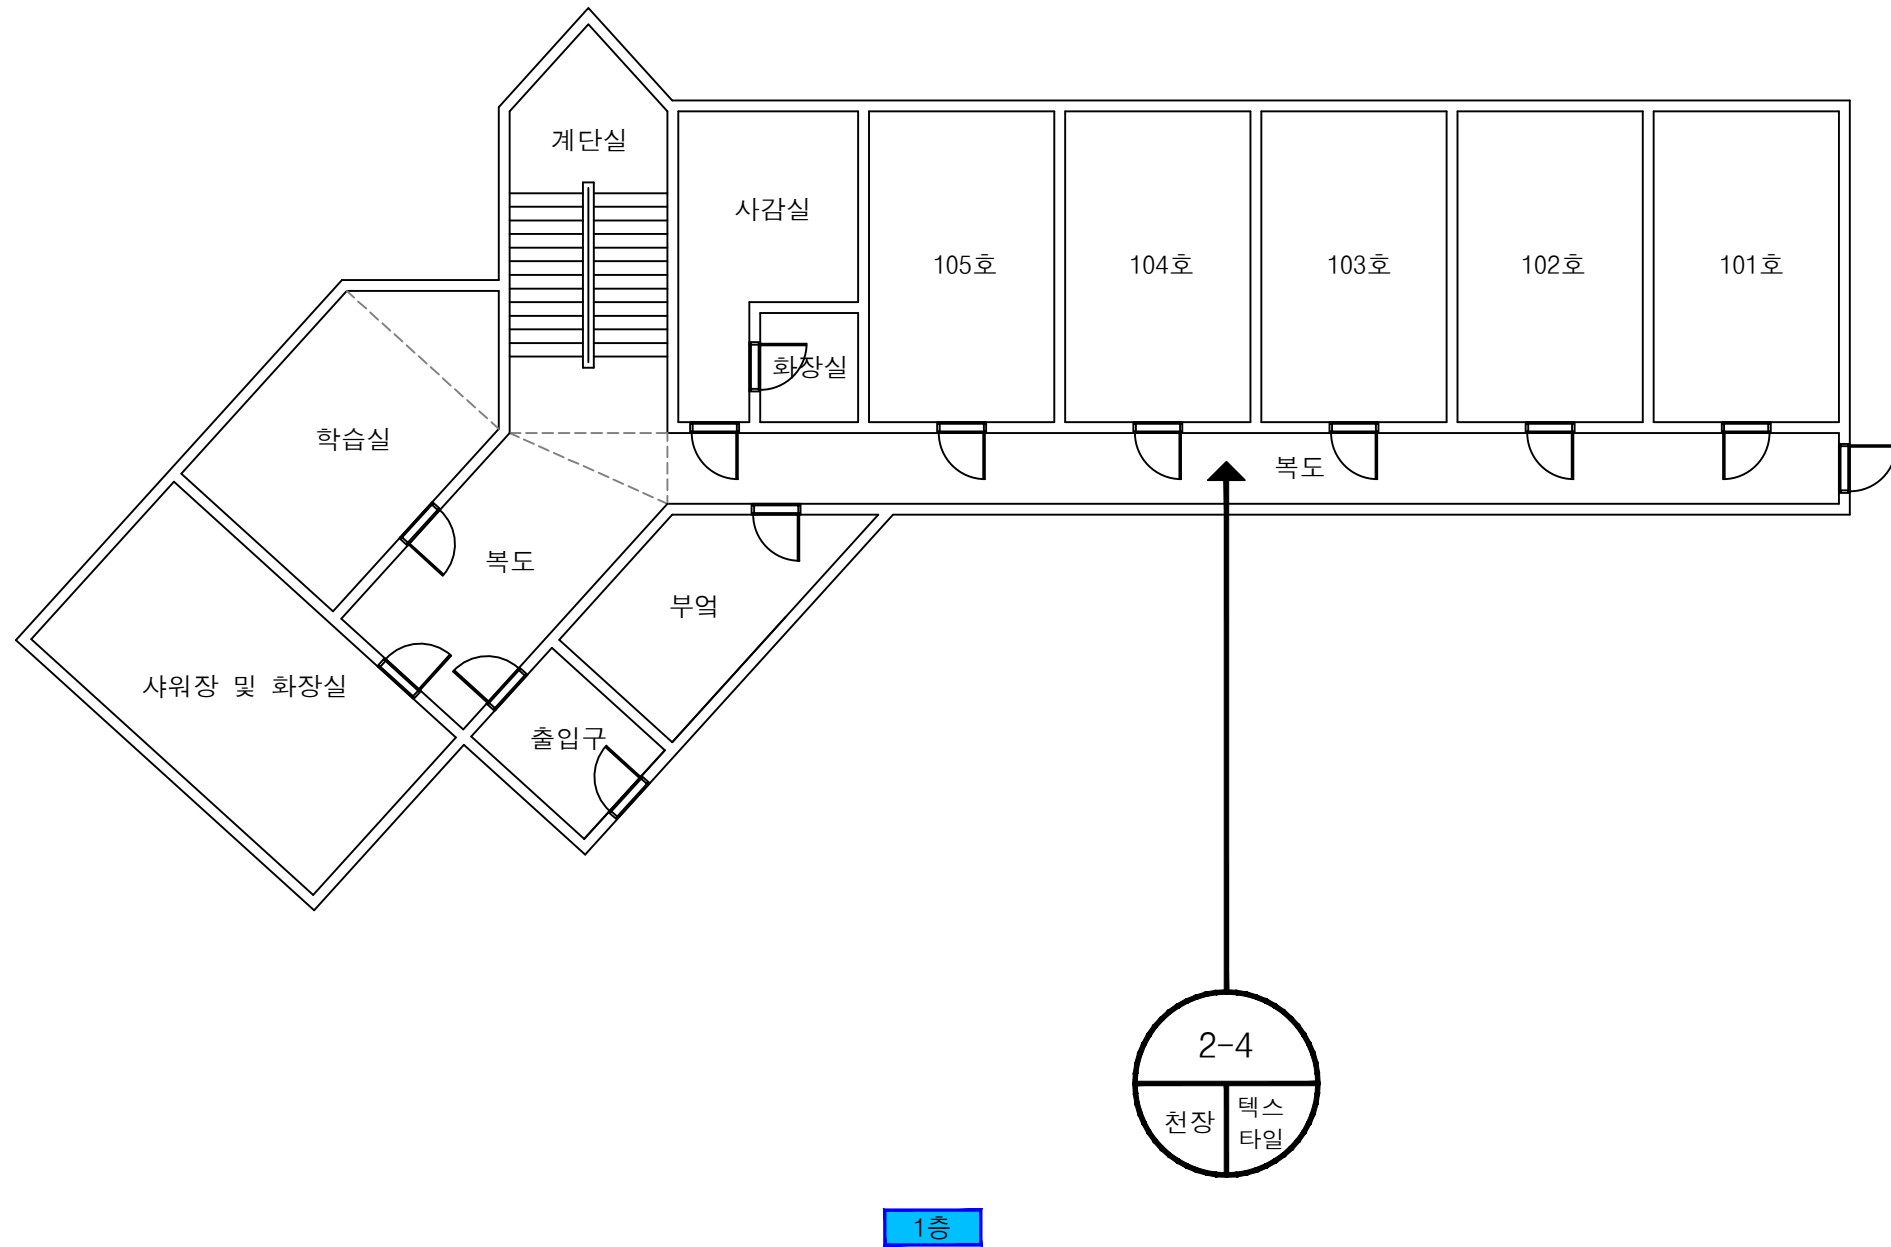 계단실
사감실
105호
104호
103호
102호
101호
화장실
학습실
복도
복도
부엌
샤워장 및 화장실
출입구
2-4
천장
텍스
타일
1층